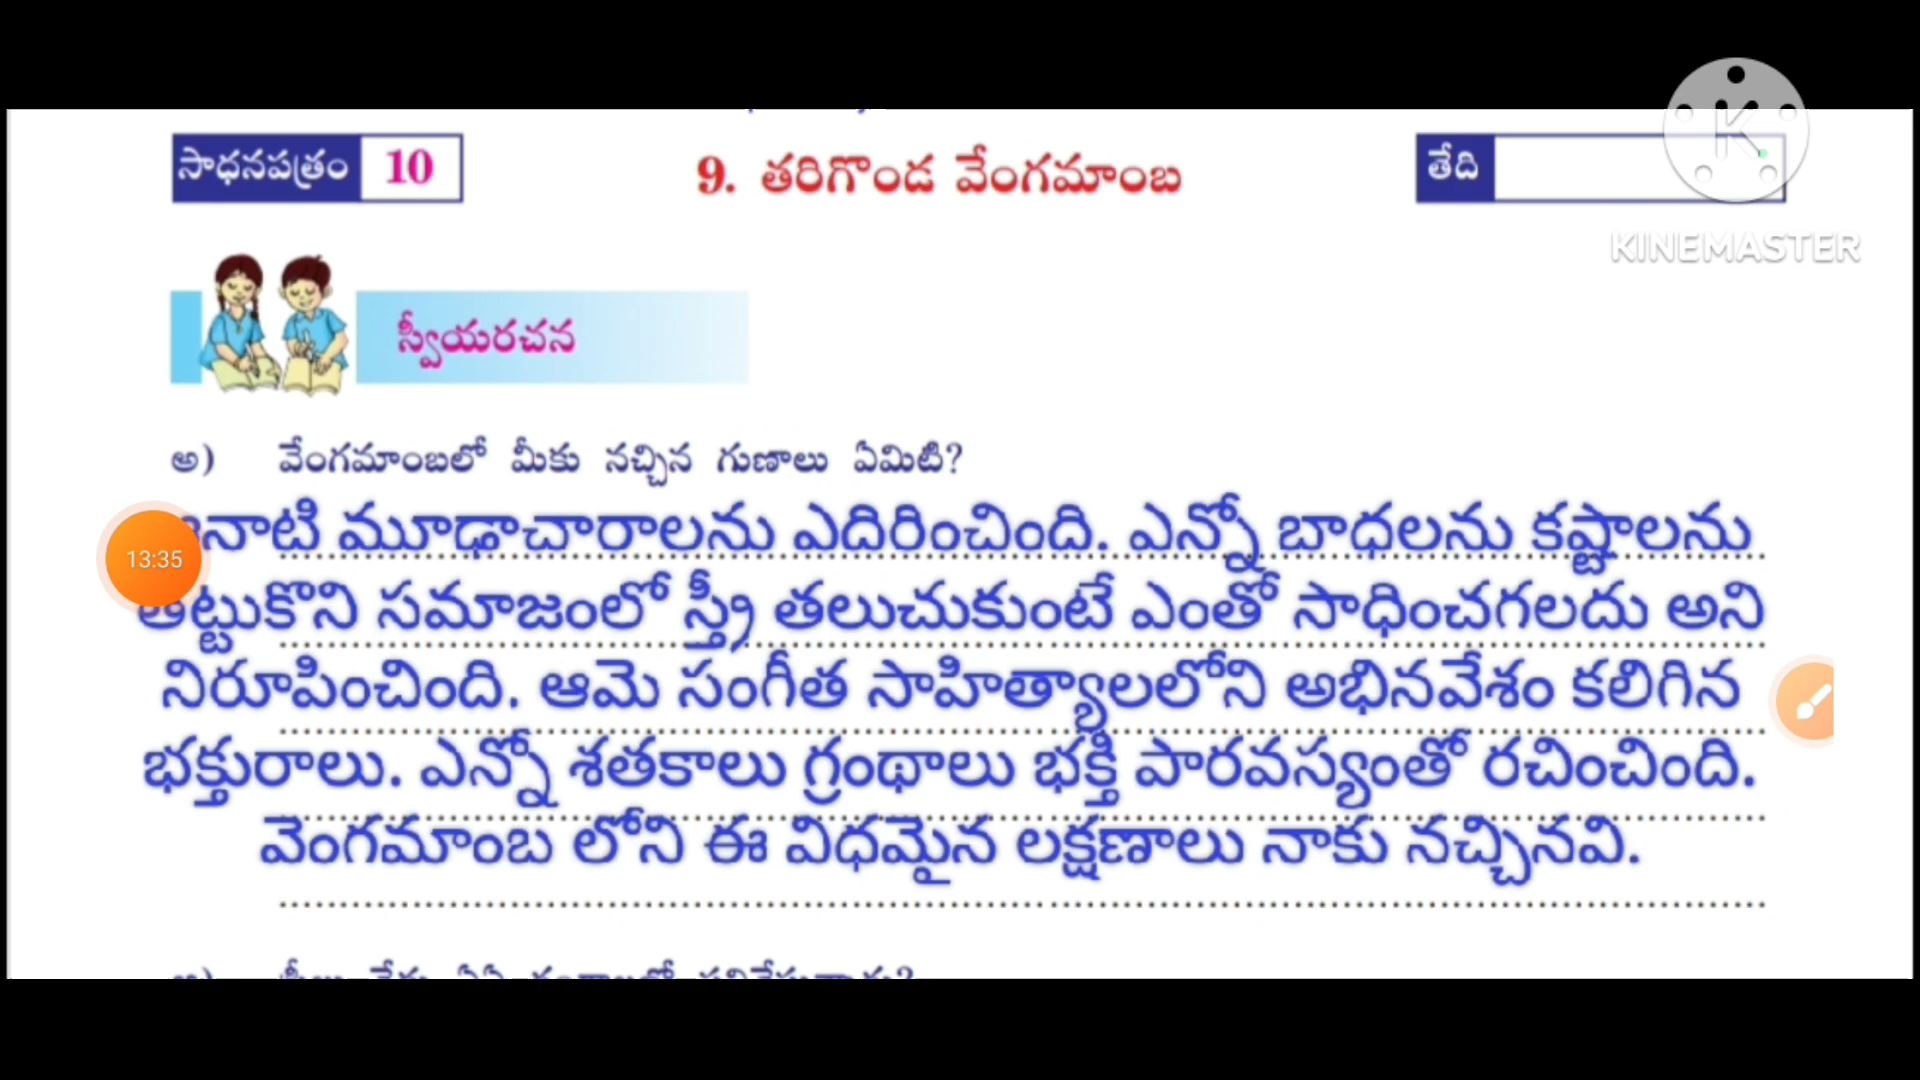 సాధనపత్రం 10
9. తరిగొండ వేంగమాంబ
తేది
KINEMASTER
స్వీయరచన
అ) వేంగమాంబలో మీకు నచ్చిన గుణాలు ఏమిటి?
మూఢాచారాలను ఎదిరించింది. ఎన్నో బాధలను కష్టాలను
13:35
సమాజంలో స్త్రీ తలుచుకుంటే ఎంతో సాధించగలదు అని
నిరూపించింది. ఆమె సంగీత సాహిత్యాలలోని అభినవేశం కలిగిన
భక్తురాలు. ఎన్నో శతకాలు గ్రంథాలు భక్తి పారవస్యంతో రచించింది.
వెంగమాంబ లోని ఈ విధమైన లక్షణాలు నాకు నచ్చినవి.